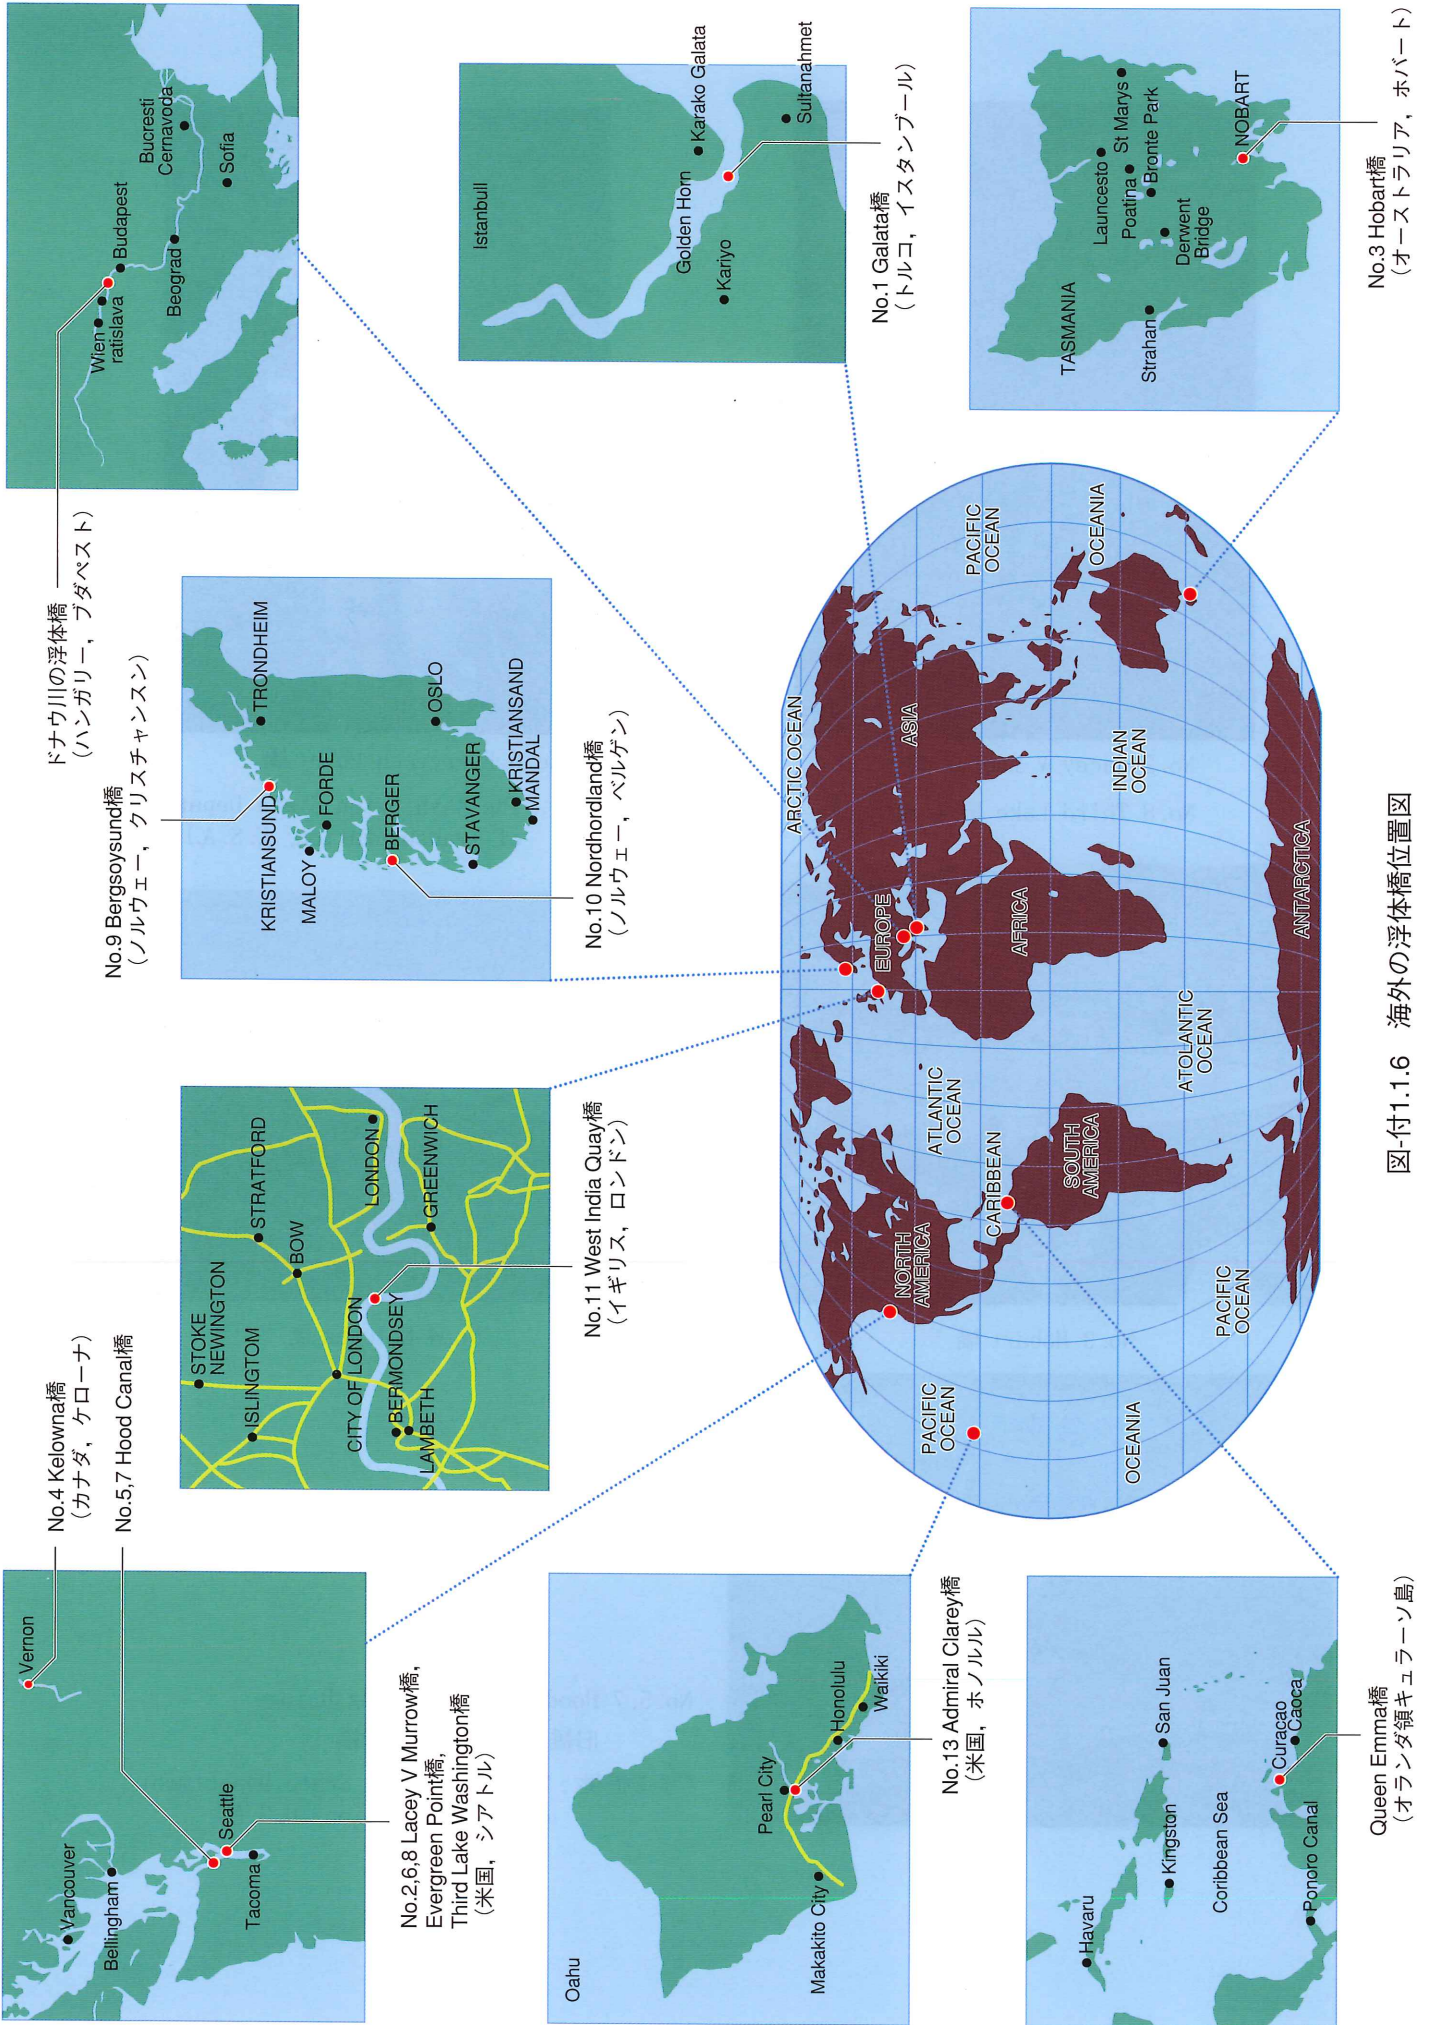 No.4 Kelowna橋
（カナダ，ケローナ）
No.5,7 Hood Canal橋
Vernon
Vancouver
Bellingham
Seattle
Tacoma
No.2,6,8 Lacey V Murrow橋,
Evergreen Point橋,
Third Lake Washington橋
（米国，シアトル）
STOKE
NEWINGTON
STRATFORD
ISLINGTOM
BOW
CITY OF LONDON
LONDON
BERMONDSEY
LAMBETH
GREENWICH
No.11 West India Quay橋
（イギリス，ロンドン）
No.9 Bergsoysund橋
（ノルウェー，クリスチャンスン）
TRONDHEIM
KRISTIANSUND
MALOY
FORDE
BERGER
OSLO
STAVANGER
KRISTIANSAND
MANDAL
No.10 Nordhordland橋
（ノルウェー，ベルゲン）
ドナウ川の浮体橋
（ハンガリー，ブダペスト）
Wien
ratislava
Budapest
Beograd
Bucresti
Cernavoda
Sofia
Istanbull
Golden Horn
Karako Galata
Kariyo
Sultanahmet
No.1 Galata橋
（トルコ，イスタンブール）
TASMANIA
Launcesto
St Marys
Poatina
Bronte Park
Derwent
Bridge
Strahan
NOBART
No.3 Hobart橋
（オーストラリア，ホバート）
Oahu
Pearl City
Honolulu
Waikiki
Makakito City
No.13 Admiral Clarey橋
（米国，ホノルル）
Havaru
Kingston
San Juan
Coribbean Sea
Curaçao
Caoca
Ponoro Canal
Queen Emma橋
（オランダ領キュラーソ島）
ARCTIC OCEAN
EUROPE
ASIA
AFRICA
NORTH
AMERICA
ATLANTIC
OCEAN
CARIBBEAN
SOUTH
AMERICA
PACIFIC
OCEAN
OCEANIA
PACIFIC
OCEAN
ATOLANTIC
OCEAN
INDIAN
OCEAN
PACIFIC
OCEAN
OCEANIA
ANTARCTICA
図-付1.1.6　海外の浮体橋位置図